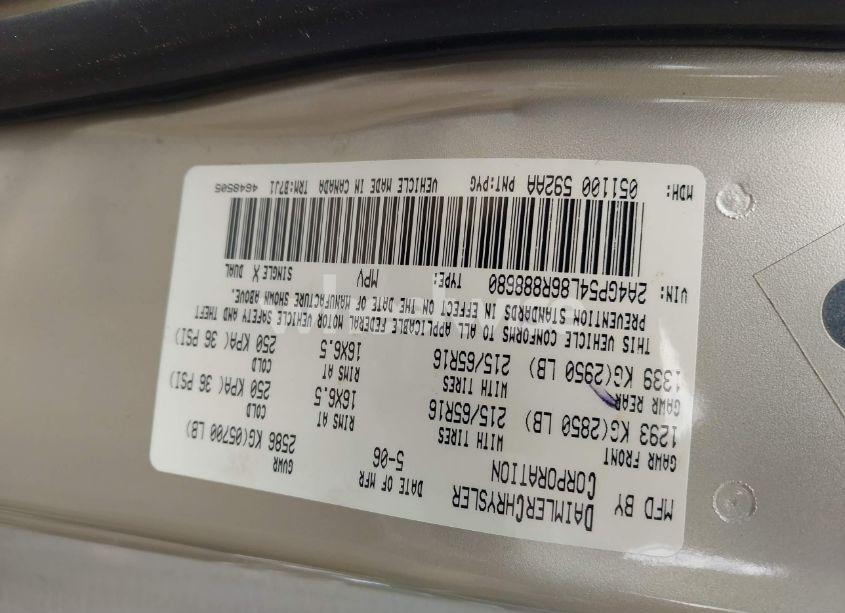 MFD BY DAIMLERCHRYSLER CORPORATION
DATE OF MFR 5-06
GVWR 2586 KG(05700 LB)
GAWR FRONT 1293 KG(2850 LB)
WITH TIRES 215/65R16
RIMS AT 16X6.5
COLD 250 KPA(36 PSI)
GAWR REAR 1339 KG(2950 LB)
WITH TIRES 215/65R16
RIMS AT 16X6.5
COLD 250 KPA(36 PSI)
THIS VEHICLE CONFORMS TO ALL APPLICABLE FEDERAL MOTOR VEHICLE SAFETY AND THEFT
PREVENTION STANDARDS IN EFFECT ON THE DATE OF MANUFACTURE SHOWN ABOVE.
VIN: 2A4GP54L86R888680 TYPE: MPV SINGLE X DUAL
MDH: 051100 592AA PNT:PYG VEHICLE MADE IN CANADA TRM:B7J1 4648505